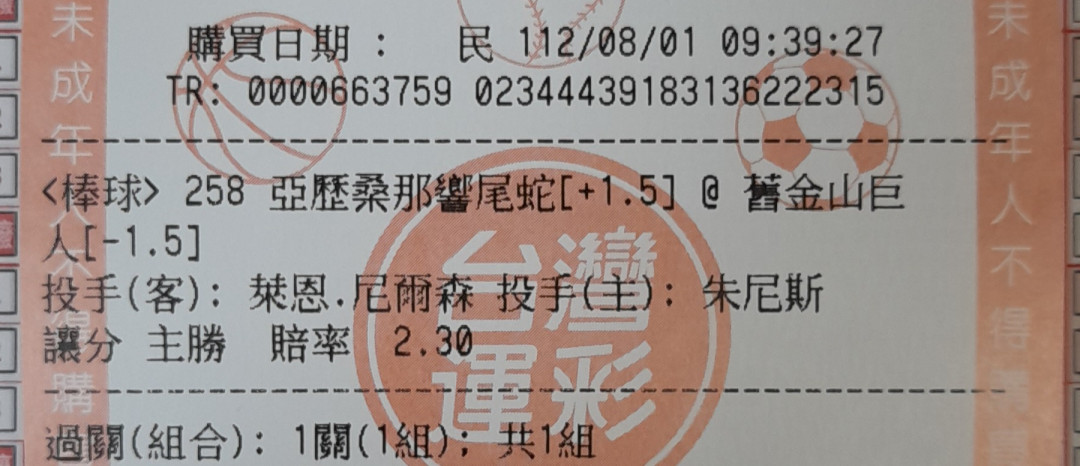 購買日期： 民 112/08/01 09:39:27
TR: 0000663759 02344439183136222315
<棒球> 258 亞歷桑那響尾蛇[+1.5] @ 舊金山巨
人[-1.5]
投手(客): 萊恩.尼爾森 投手(主): 朱尼斯
讓分 主勝 賠率 2.30
過關(組合): 1關(1組); 共1組
台灣
運彩
未成年人不得購
未成年人不得購